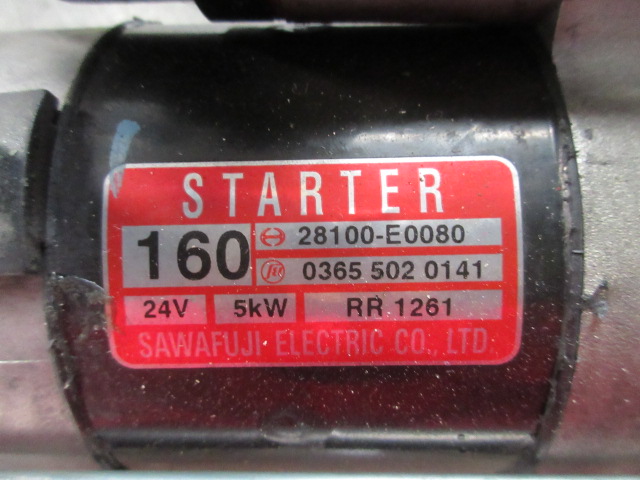 STARTER
160
28100-E0080
0365 502 0141
24V 5kW RR 1261
SAWAFUJI ELECTRIC CO., LTD.